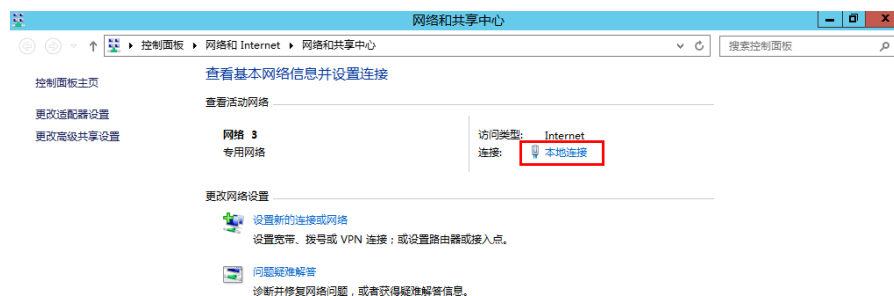 网络和共享中心
控制面板 网络和 Internet 网络和共享中心
搜索控制面板
控制面板主页
更改适配器设置
更改高级共享设置
查看基本网络信息并设置连接
查看活动网络
网络 3
专用网络
访问类型: Internet
连接: 本地连接
更改网络设置
设置新的连接或网络
设置宽带、拨号或 VPN 连接；或设置路由器或接入点。
问题疑难解答
诊断并修复网络问题，或者获得疑难解答信息。